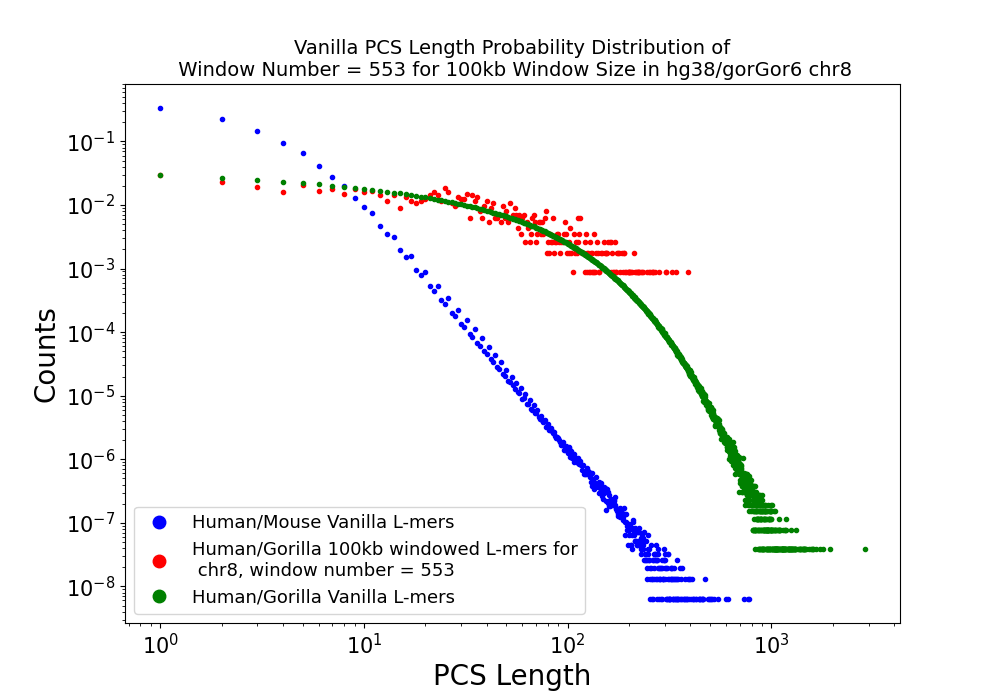 Vanilla PCS Length Probability Distribution of
Window Number = 553 for 100kb Window Size in hg38/gorGor6 chr8
Counts
10⁻¹
10⁻²
10⁻³
10⁻⁴
10⁻⁵
10⁻⁶
10⁻⁷
10⁻⁸
Human/Mouse Vanilla L-mers
Human/Gorilla 100kb windowed L-mers for
chr8, window number = 553
Human/Gorilla Vanilla L-mers
10⁰ 10¹ 10² 10³
PCS Length